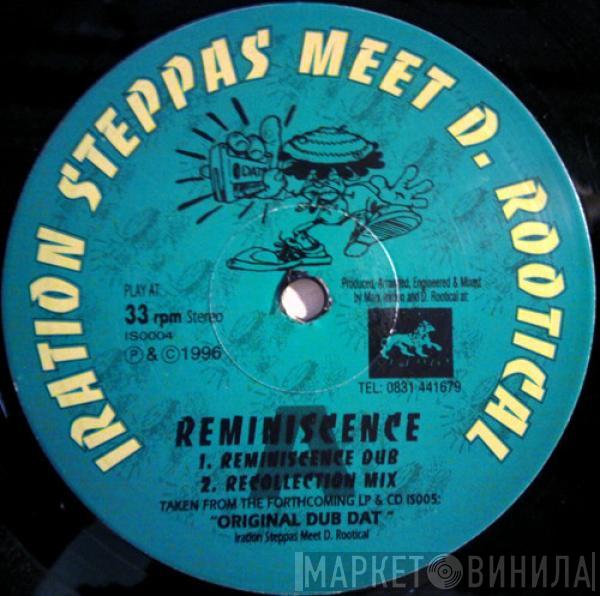 IRATION STEPPAS MEET D. ROOTICAL
DAT
PLAY AT
33 rpm Stereo
IS0004
℗ & © 1996
Produced, Arranged, Engineered & Mixed
by Mark Iration and D. Rootical at:
TEL: 0831 441679
REMINISCENCE
1. REMINISCENCE DUB
2. RECOLLECTION MIX
TAKEN FROM THE FORTHCOMING LP & CD IS005:
"ORIGINAL DUB DAT"
Iration Steppas Meet D. Rootical
МАРКЕТ ВИНИЛА